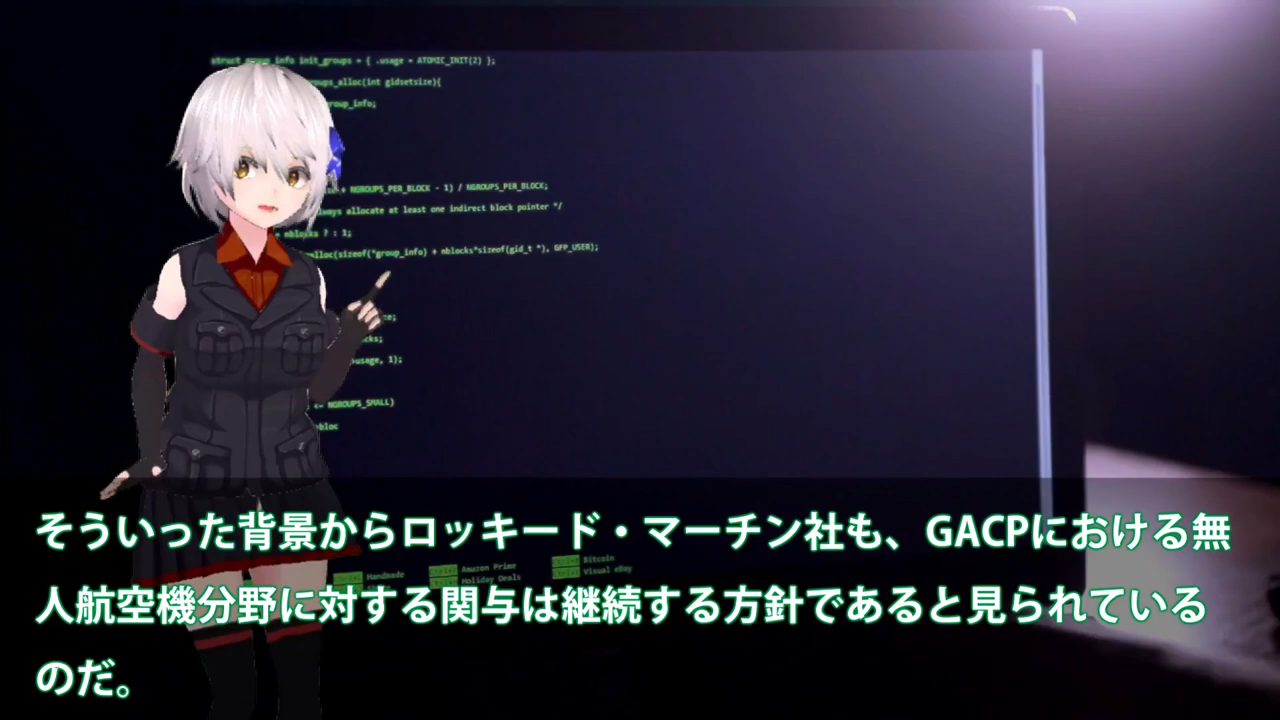 struct group_info init_groups = { .usage = ATOMIC_INIT(2) };
groups_alloc(int gidsetsize){
group_info;
+ NGROUPS_PER_BLOCK - 1) / NGROUPS_PER_BLOCK;
always allocate at least one indirect block pointer */
= nblocks ? : 1;
alloc(sizeof(*group_info) + nblocks*sizeof(gid_t *), GFP_USER);
usage, 1);
<= NGROUPS_SMALL)
Handmade
Amazon Prime
Holiday Deals
Bitcoin
Visual eBay
そういった背景からロッキード・マーチン社も、GACPにおける無
人航空機分野に対する関与は継続する方針であると見られている
のだ。